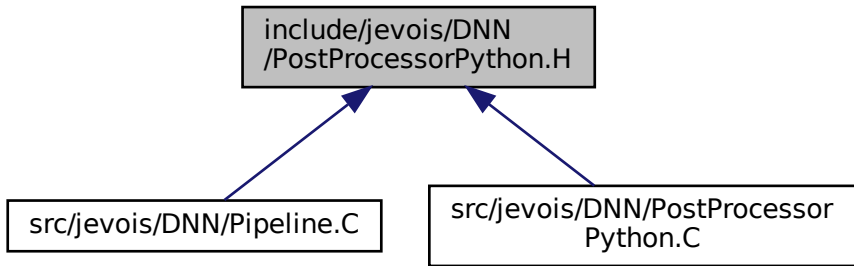 include/jevois/DNN
/PostProcessorPython.H
src/jevois/DNN/Pipeline.C
src/jevois/DNN/PostProcessor
Python.C